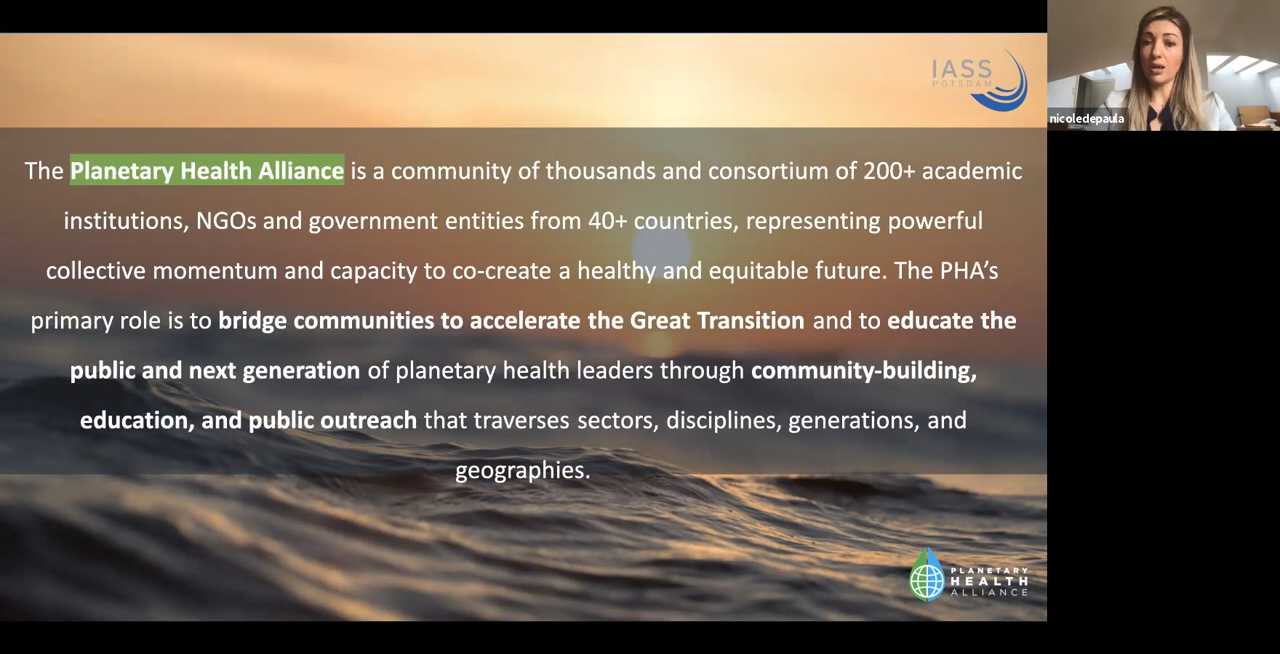 IASS
POTSDAM
nicoledepaula
The Planetary Health Alliance is a community of thousands and consortium of 200+ academic
institutions, NGOs and government entities from 40+ countries, representing powerful
collective momentum and capacity to co-create a healthy and equitable future. The PHA’s
primary role is to bridge communities to accelerate the Great Transition and to educate the
public and next generation of planetary health leaders through community-building,
education, and public outreach that traverses sectors, disciplines, generations, and
geographies.
PLANETARY
HEALTH
ALLIANCE